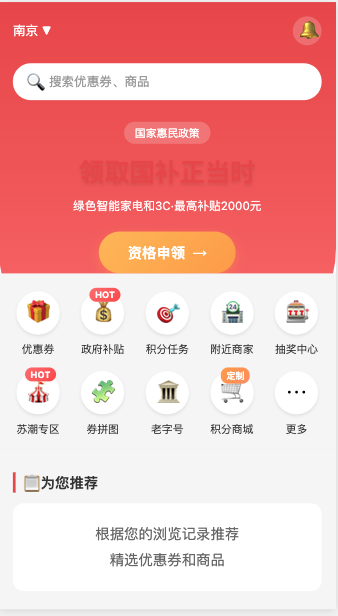 南京 ▼
搜索优惠券、商品
国家惠民政策
领取国补正当时
绿色智能家电和3C·最高补贴2000元
资格申领 →
HOT
优惠券 政府补贴 积分任务 附近商家 抽奖中心
HOT 定制
苏潮专区 券拼图 老字号 积分商城 更多
为您推荐
根据您的浏览记录推荐
精选优惠券和商品